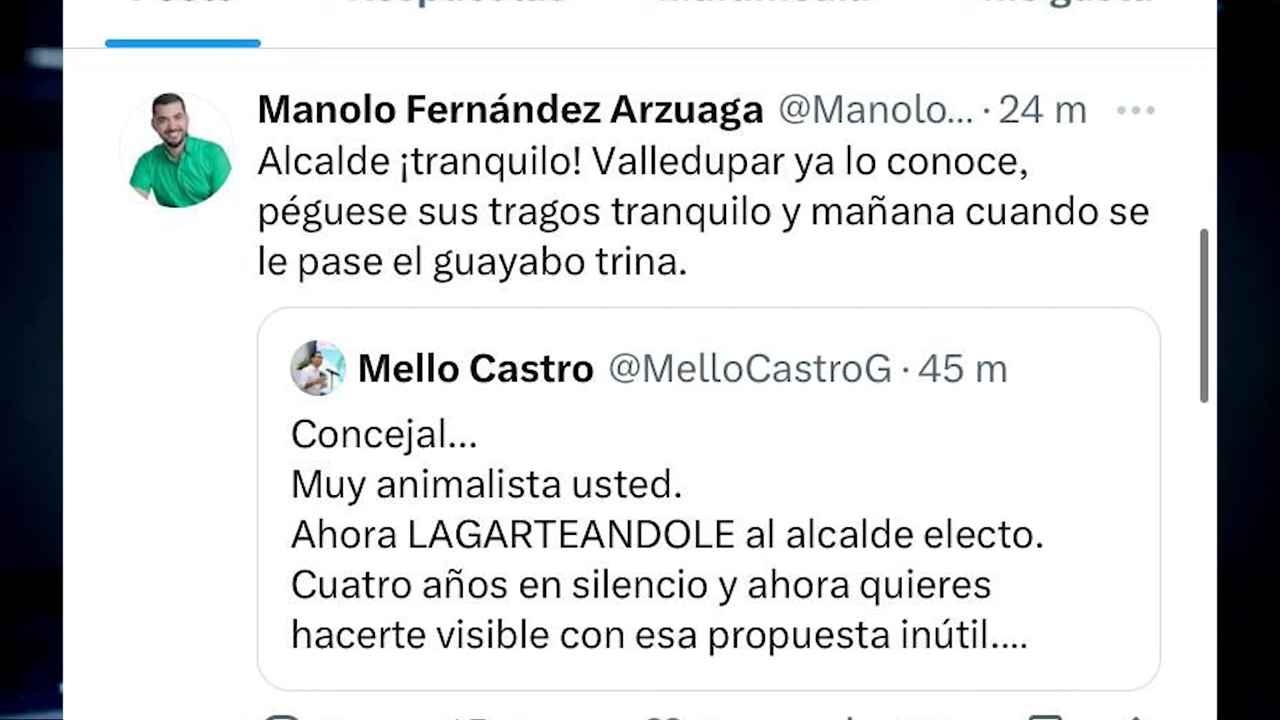 Manolo Fernández Arzuaga @Manolo... · 24 m
Alcalde ¡tranquilo! Valledupar ya lo conoce,
péguese sus tragos tranquilo y mañana cuando se
le pase el guayabo trina.
Mello Castro @MelloCastroG · 45 m
Concejal...
Muy animalista usted.
Ahora LAGARTEANDOLE al alcalde electo.
Cuatro años en silencio y ahora quieres
hacerte visible con esa propuesta inútil....